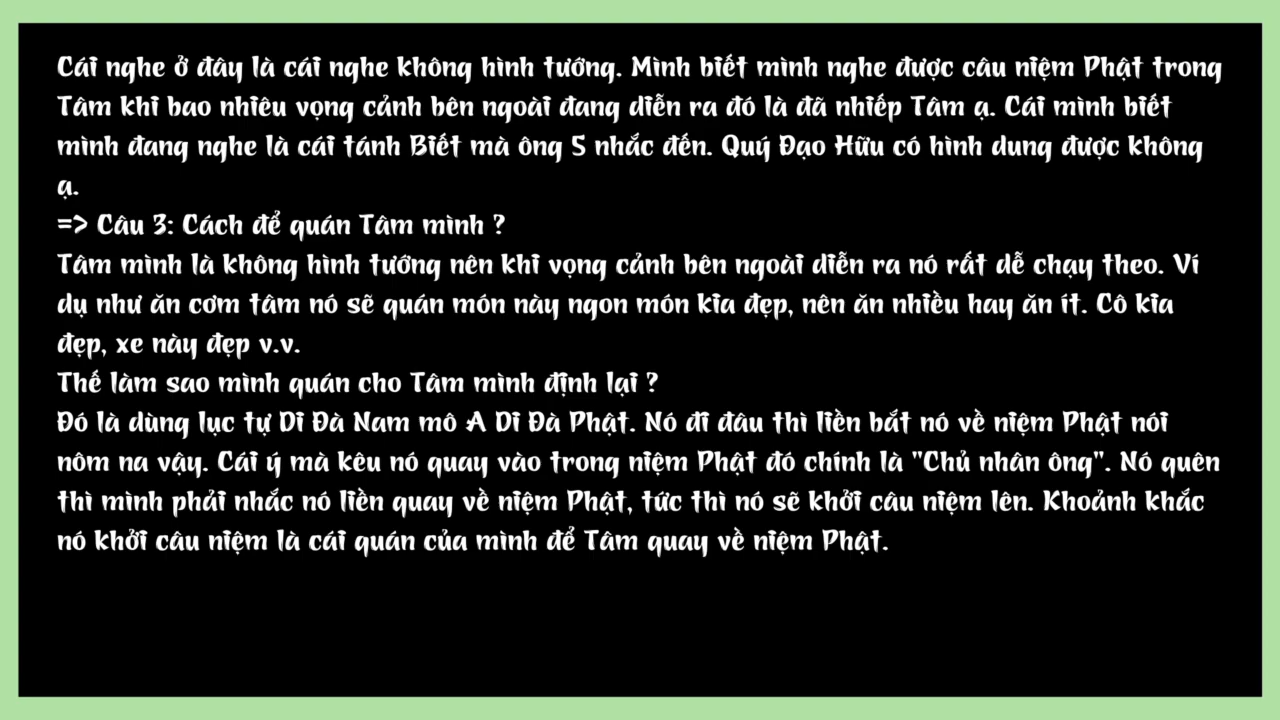 Cái nghe ở đây là cái nghe không hình tướng. Mình biết mình nghe được câu niệm Phật trong
Tâm khi bao nhiêu vọng cảnh bên ngoài đang diễn ra đó là đã nhiếp Tâm ạ. Cái mình biết
mình đang nghe là cái tánh Biết mà ông 5 nhắc đến. Quý Đạo Hữu có hình dung được không
ạ.
=> Câu 3: Cách để quán Tâm mình ?
Tâm mình là không hình tướng nên khi vọng cảnh bên ngoài diễn ra nó rất dễ chạy theo. Ví
dụ như ăn cơm tâm nó sẽ quán món này ngon món kia đẹp, nên ăn nhiều hay ăn ít. Cô kia
đẹp, xe này đẹp v.v.
Thế làm sao mình quán cho Tâm mình định lại ?
Đó là dùng lục tự Di Đà Nam mô A Di Đà Phật. Nó đi đâu thì liền bắt nó về niệm Phật nói
nôm na vậy. Cái ý mà kêu nó quay vào trong niệm Phật đó chính là "Chủ nhân ông". Nó quên
thì mình phải nhắc nó liền quay về niệm Phật, tức thì nó sẽ khởi câu niệm lên. Khoảnh khắc
nó khởi câu niệm là cái quán của mình để Tâm quay về niệm Phật.